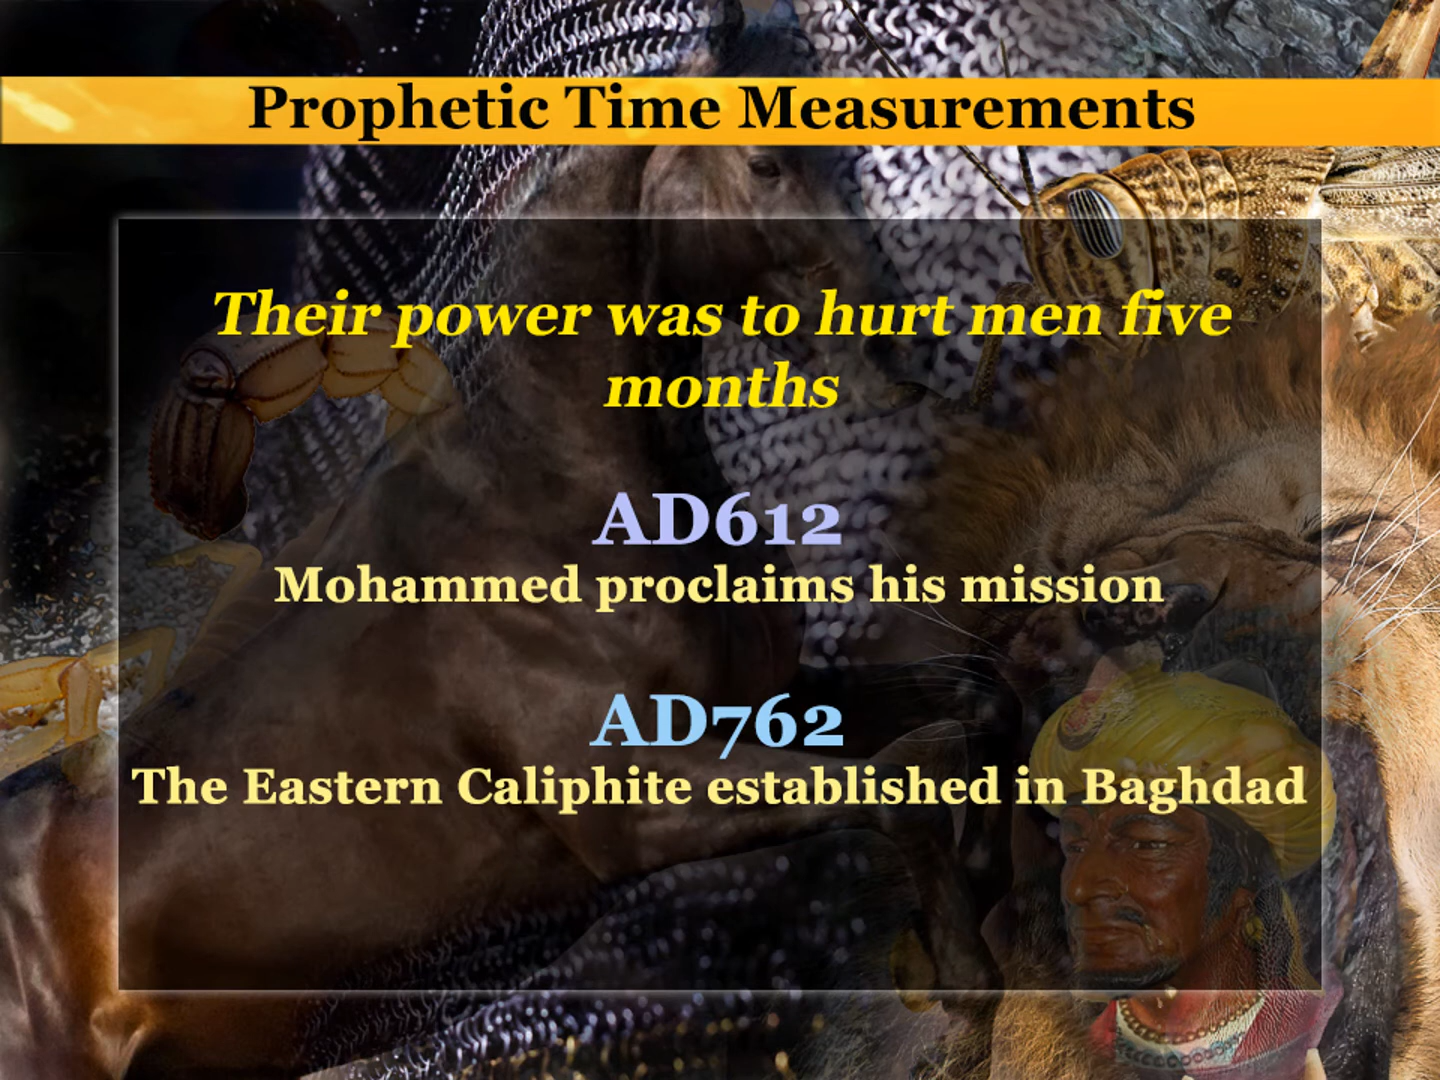 Prophetic Time Measurements
Their power was to hurt men five
months
AD612
Mohammed proclaims his mission
AD762
The Eastern Caliphite established in Baghdad